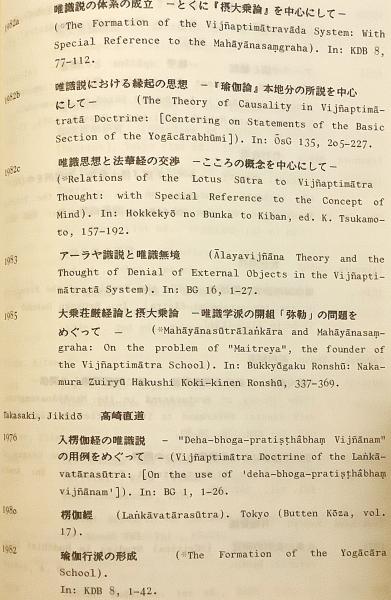 1982a 唯識説の体系の成立 －とくに『摂大乗論』を中心にして－
(*The Formation of the Vijñaptimātravāda System: With
Special Reference to the Mahāyānasaṃgraha). In: KDB 8,
77-112.
1982b 唯識説における縁起の思想 －『瑜伽論』本地分の所説を中心
にして－ (The Theory of Causality in Vijñaptimā-
tratā Doctrine: [Centering on Statements of the Basic
Section of the Yogācārabhūmi]). In: ŌsG 135, 205-227.
1982c 唯識思想と法華経の交渉 －こころの概念を中心にして－
(*Relations of the Lotus Sūtra to Vijñaptimātra
Thought: with Special Reference to the Concept of
Mind). In: Hokkekyō no Bunka to Kiban, ed. K. Tsukamo-
to, 157-192.
1983 アーラヤ識説と唯識無境 (Ālayavijñāna Theory and the
Thought of Denial of External Objects in the Vijñapti-
mātratā System). In: BG 16, 1-27.
1985 大乗荘厳経論と摂大乗論 －唯識学派の開組「弥勒」の問題を
めぐって － (*Mahāyānasūtrālaṅkāra and Mahāyānasaṃ-
graha: On the problem of "Maitreya", the founder of
the Vijñaptimātra School). In: Bukkyōgaku Ronshū: Naka-
mura Zuiryū Hakushi Koki-kinen Ronshū, 337-369.
Takasaki, Jikidō 高崎直道
1976 入楞伽経の唯識説 － "Deha-bhoga-pratiṣṭhābhaṃ Vijñānam"
の用例をめぐって － (Vijñaptimātra Doctrine of the Laṅkā-
vatārasūtra: [On the use of 'deha-bhoga-pratiṣṭhābhaṃ
vijñānam']). In: BG 1, 1-26.
1980 楞伽經 (Laṅkāvatārasūtra). Tokyo (Butten Kōza, vol.
17).
1982 瑜伽行派の形成 (*The Formation of the Yogācāra
School).
In: KDB 8, 1-42.